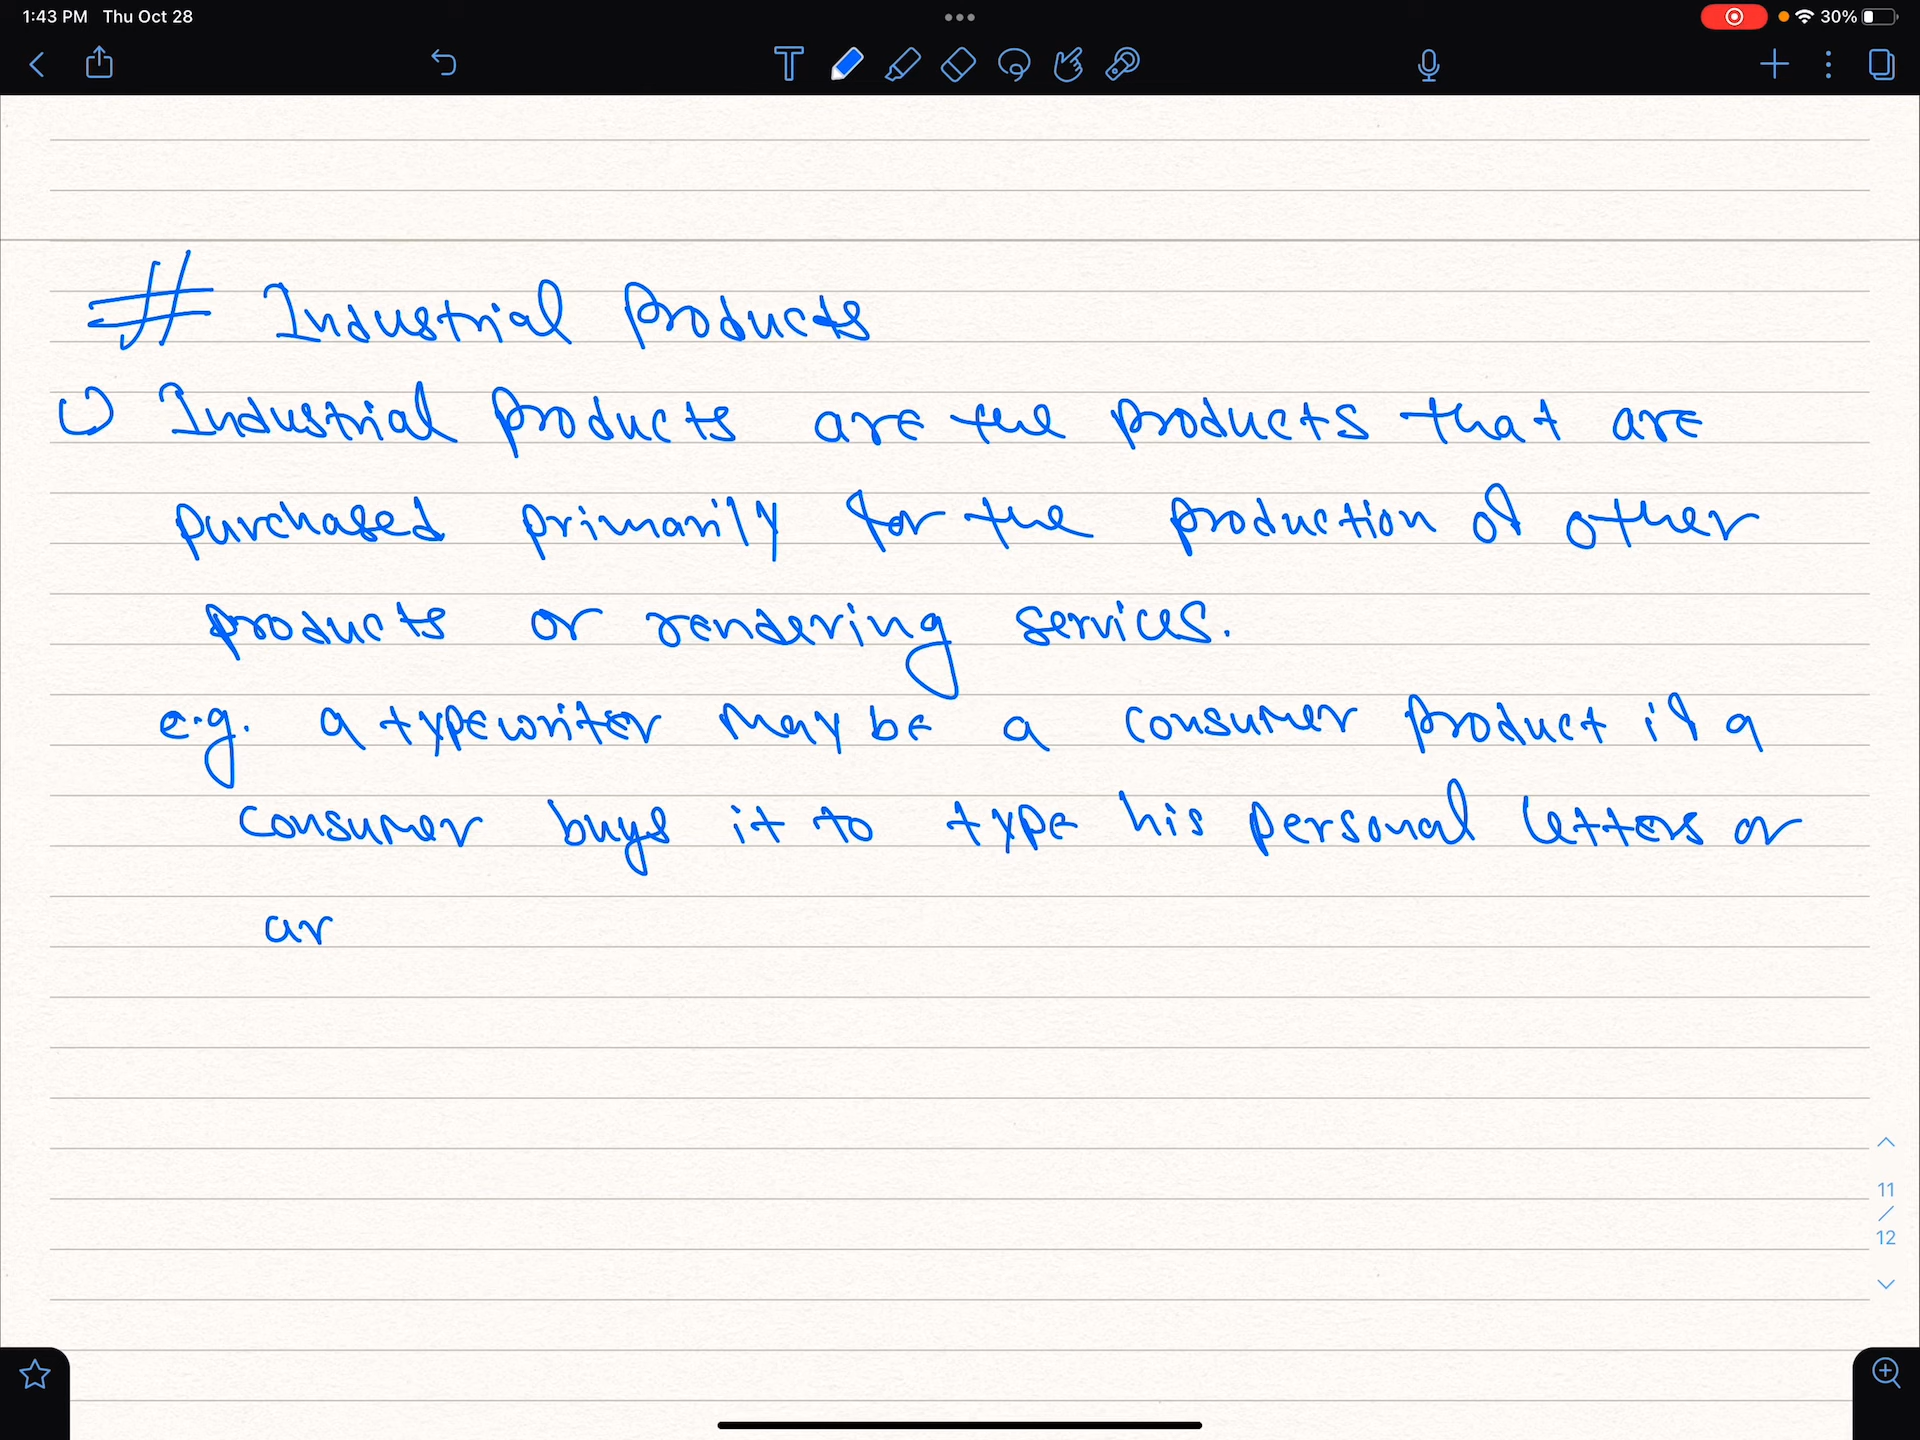 1:43 PM Thu Oct 28
30%
T
# Industrial Products
Industrial Products are the products that are
purchased primarily for the production of other
products or rendering services.
e.g. a typewriter may be a consumer product if a
consumer buys it to type his personal letters or
ar
11
/
12